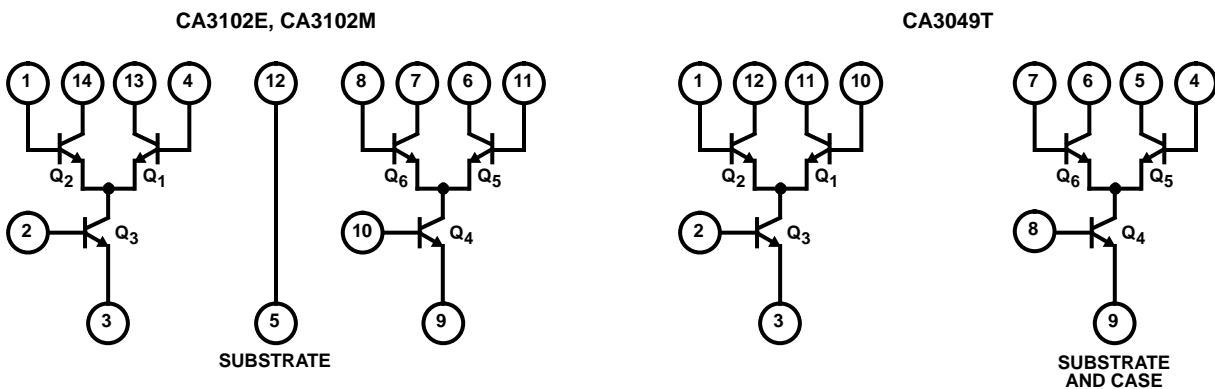 CA3102E, CA3102M
1 14 13 4 12 8 7 6 11
Q2 Q1 Q6 Q5
2 Q3 10 Q4
3 5 9
SUBSTRATE
CA3049T
1 12 11 10 7 6 5 4
Q2 Q1 Q6 Q5
2 Q3 8 Q4
3 9
SUBSTRATE
AND CASE